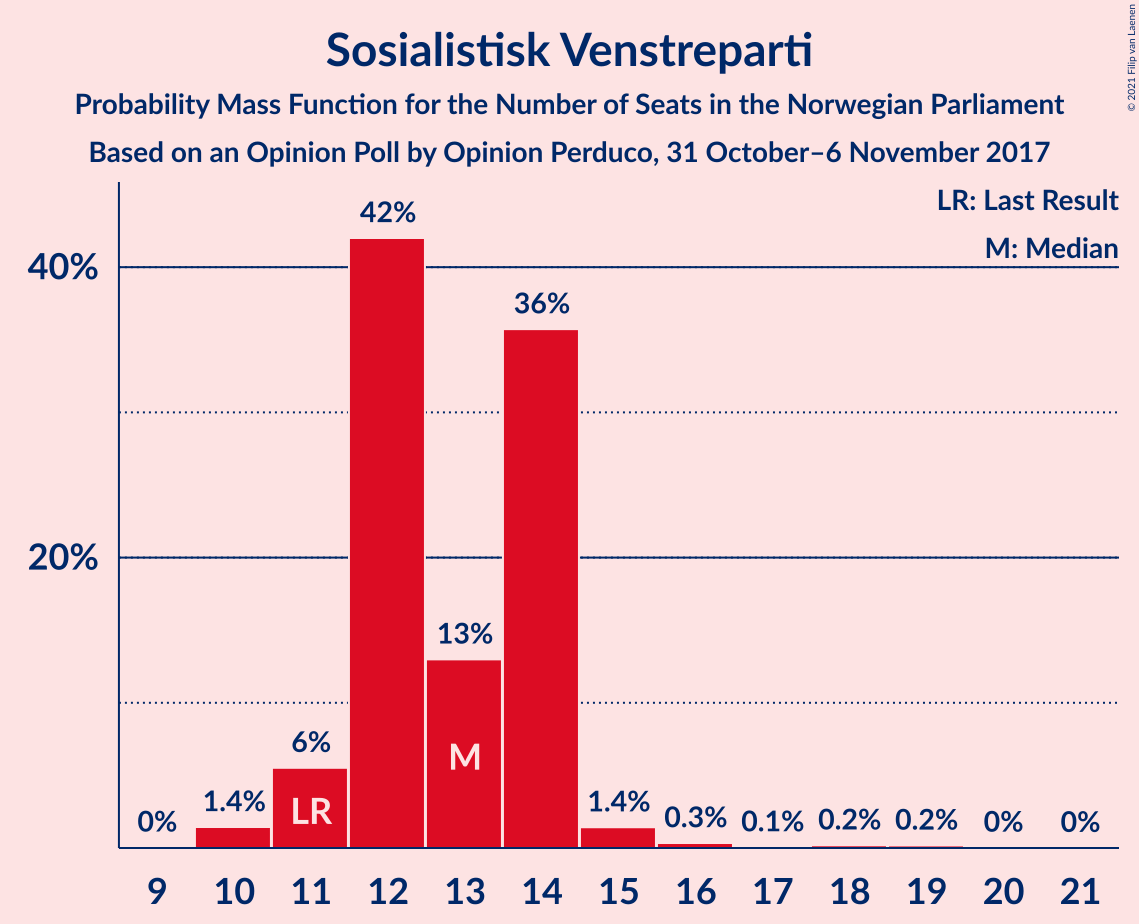 Sosialistisk Venstreparti
Probability Mass Function for the Number of Seats in the Norwegian Parliament
Based on an Opinion Poll by Opinion Perduco, 31 October–6 November 2017
© 2021 Filip van Laenen
LR: Last Result
M: Median
40%
20%
0%
1.4%
6%
42%
13%
36%
1.4%
0.3%
0.1%
0.2%
0.2%
0%
0%
LR
M
9 10 11 12 13 14 15 16 17 18 19 20 21